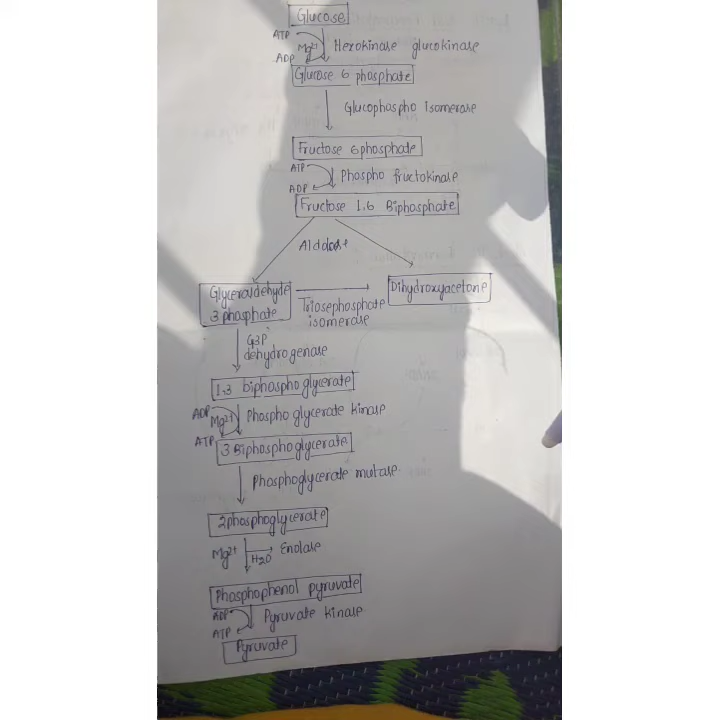 Glucose
ATP
Mg2+
Hexokinase glucokinase
ADP
Glucose 6 phosphate
Glucophospho isomerase
Fructose 6phosphate
ATP
Phospho fructokinase
ADP
Fructose 1,6 Biphosphate
Aldolase
Glyceraldehyde
3 phosphate
Triosephosphate
isomerase
Dihydroxyacetone
G3P
dehydrogenase
1,3 biphospho glycerate
ADP
Mg2+
Phospho glycerate kinase
ATP
3 Biphosphoglycerate
Phosphoglycerate mutase
2phosphoglycerate
Mg2+
H2O
Enolase
Phosphophenol pyruvate
ADP
Pyruvate kinase
ATP
Pyruvate